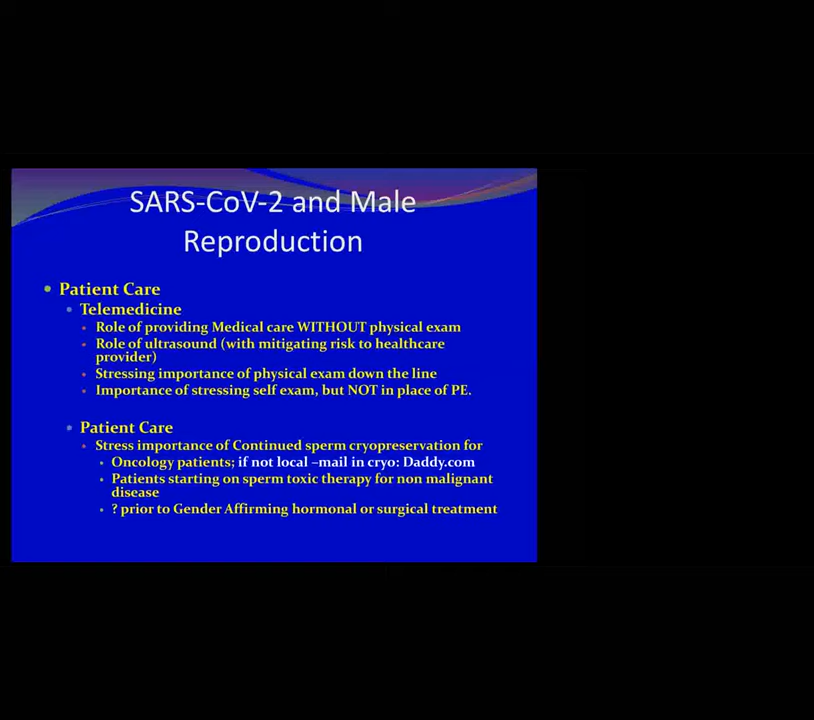 SARS-CoV-2 and Male
Reproduction
• Patient Care
• Telemedicine
• Role of providing Medical care WITHOUT physical exam
• Role of ultrasound (with mitigating risk to healthcare
provider)
• Stressing importance of physical exam down the line
• Importance of stressing self exam, but NOT in place of PE.
• Patient Care
• Stress importance of Continued sperm cryopreservation for
• Oncology patients; if not local –mail in cryo: Daddy.com
• Patients starting on sperm toxic therapy for non malignant
disease
• ? prior to Gender Affirming hormonal or surgical treatment